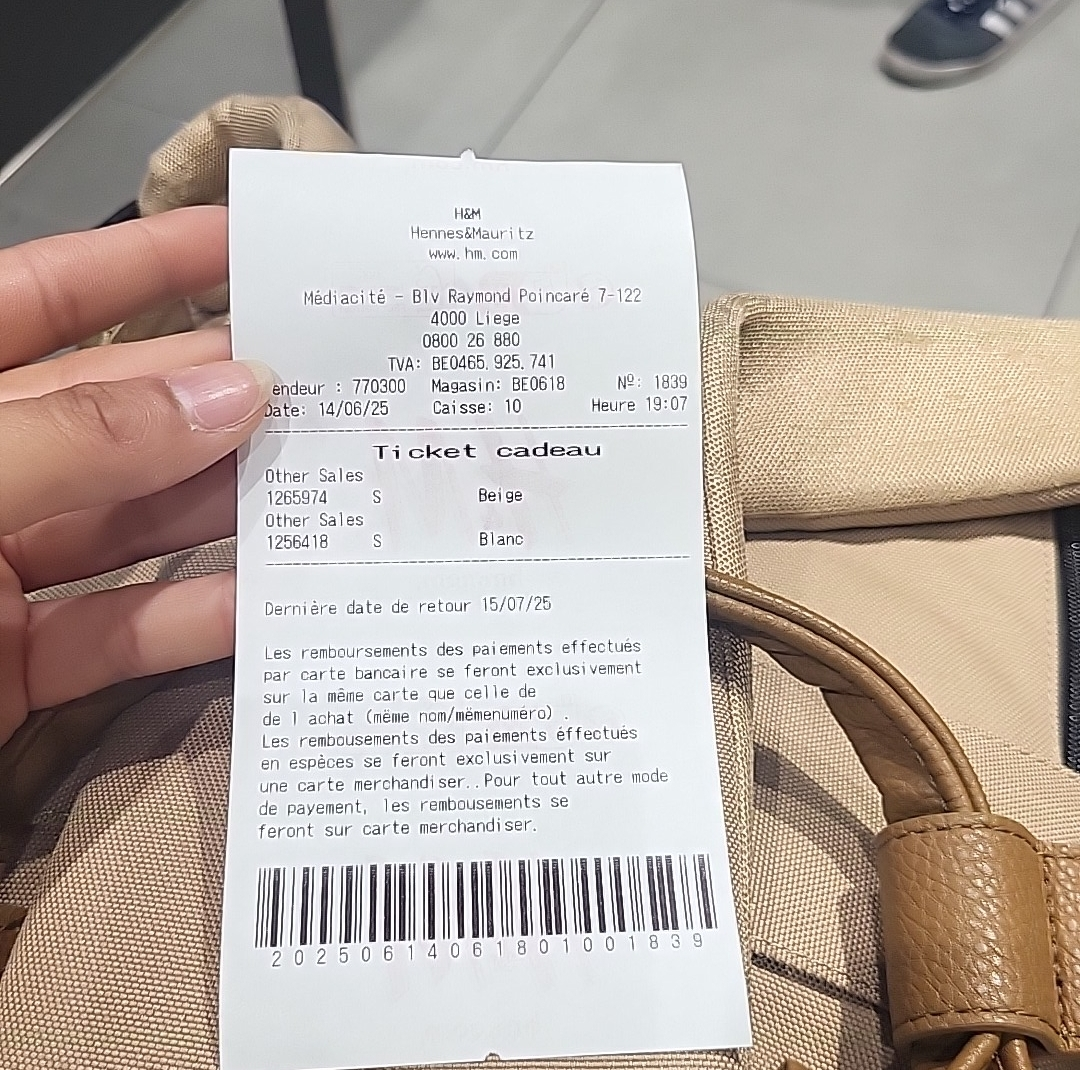 H&M
Hennes&Mauritz
www.hm.com
Médiacité - Blv Raymond Poincaré 7-122
4000 Liege
0800 26 880
TVA: BE0465.925.741
endeur : 770300 Magasin: BE0618 Nº: 1839
Date: 14/06/25 Caisse: 10 Heure 19:07
Ticket cadeau
Other Sales
1265974 S Beige
Other Sales
1256418 S Blanc
Dernière date de retour 15/07/25
Les remboursements des paiements effectués
par carte bancaire se feront exclusivement
sur la même carte que celle de
de l achat (même nom/mêmenuméro) .
Les rembousements des paiements éffectués
en espèces se feront exclusivement sur
une carte merchandiser..Pour tout autre mode
de payement, les rembousements se
feront sur carte merchandiser.
20250614061801001839